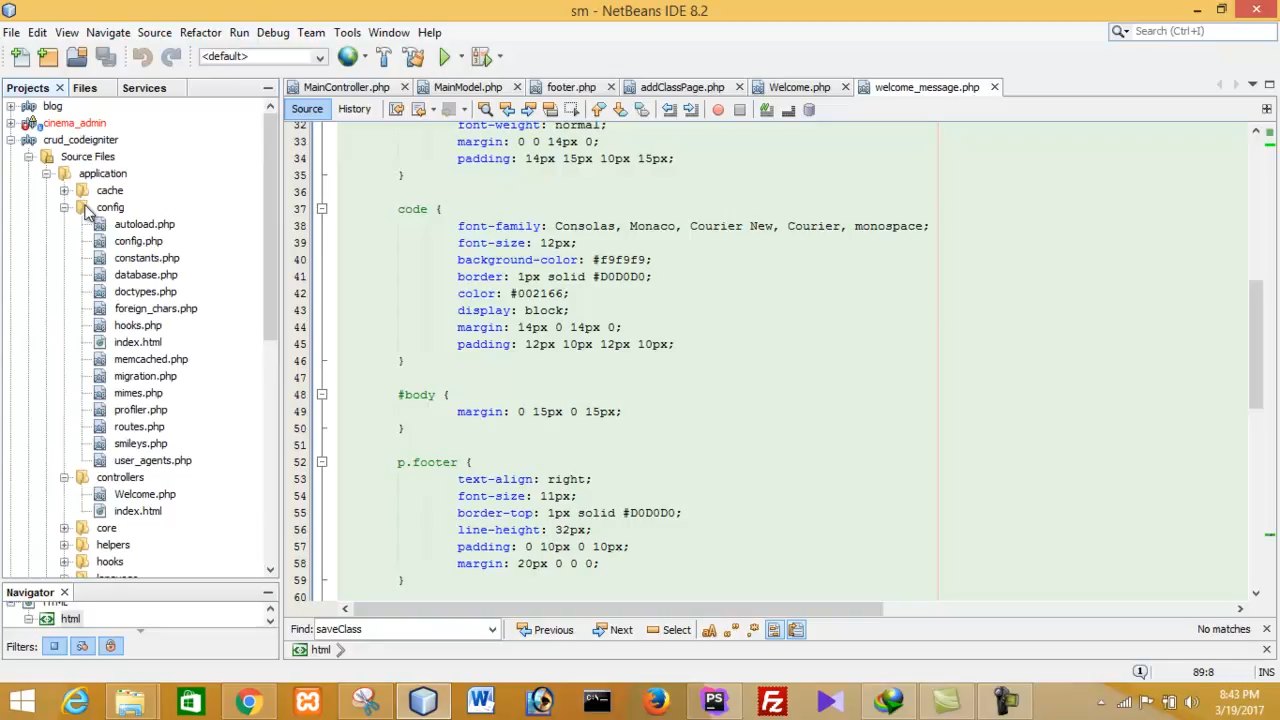 sm - NetBeans IDE 8.2
File Edit View Navigate Source Refactor Run Debug Team Tools Window Help
Search (Ctrl+I)
<default>
Projects Files Services
MainController.php MainModel.php footer.php addClassPage.php Welcome.php welcome_message.php
Source History
blog
cinema_admin
crud_codeigniter
Source Files
application
cache
config
autoload.php
config.php
constants.php
database.php
doctypes.php
foreign_chars.php
hooks.php
index.html
memcached.php
migration.php
mimes.php
profiler.php
routes.php
smileys.php
user_agents.php
controllers
Welcome.php
index.html
core
helpers
hooks
32 font-weight: normal;
33 margin: 0 0 14px 0;
34 padding: 14px 15px 10px 15px;
35 }
36
37 code {
38 font-family: Consolas, Monaco, Courier New, Courier, monospace;
39 font-size: 12px;
40 background-color: #f9f9f9;
41 border: 1px solid #D0D0D0;
42 color: #002166;
43 display: block;
44 margin: 14px 0 14px 0;
45 padding: 12px 10px 12px 10px;
46 }
47
48 #body {
49 margin: 0 15px 0 15px;
50 }
51
52 p.footer {
53 text-align: right;
54 font-size: 11px;
55 border-top: 1px solid #D0D0D0;
56 line-height: 32px;
57 padding: 0 10px 0 10px;
58 margin: 20px 0 0 0;
59 }
60
Navigator
html
Filters:
Find: saveClass Previous Next Select No matches
html
1 89:8 INS
8:43 PM
3/19/2017